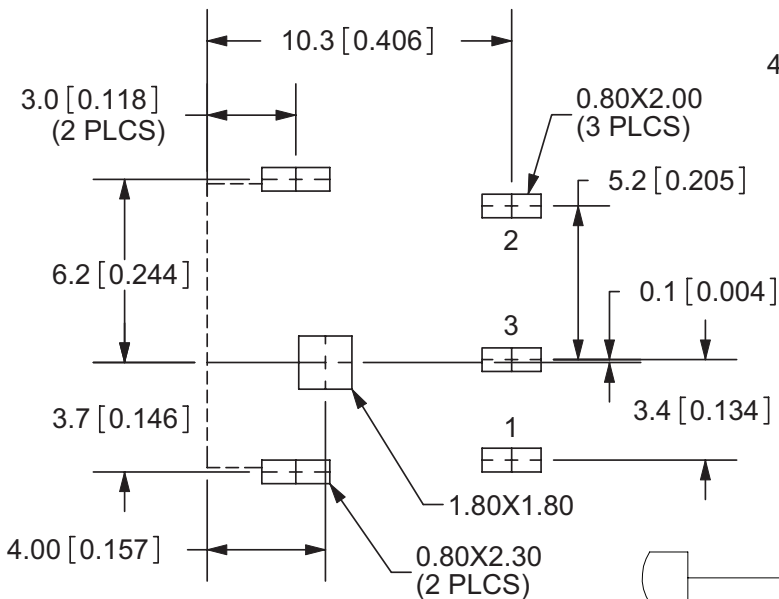 10.3 [0.406]
4
3.0 [0.118]
(2 PLCS)
0.80X2.00
(3 PLCS)
5.2 [0.205]
2
6.2 [0.244]
0.1 [0.004]
3
3.7 [0.146]
3.4 [0.134]
1
1.80X1.80
4.00 [0.157]
0.80X2.30
(2 PLCS)